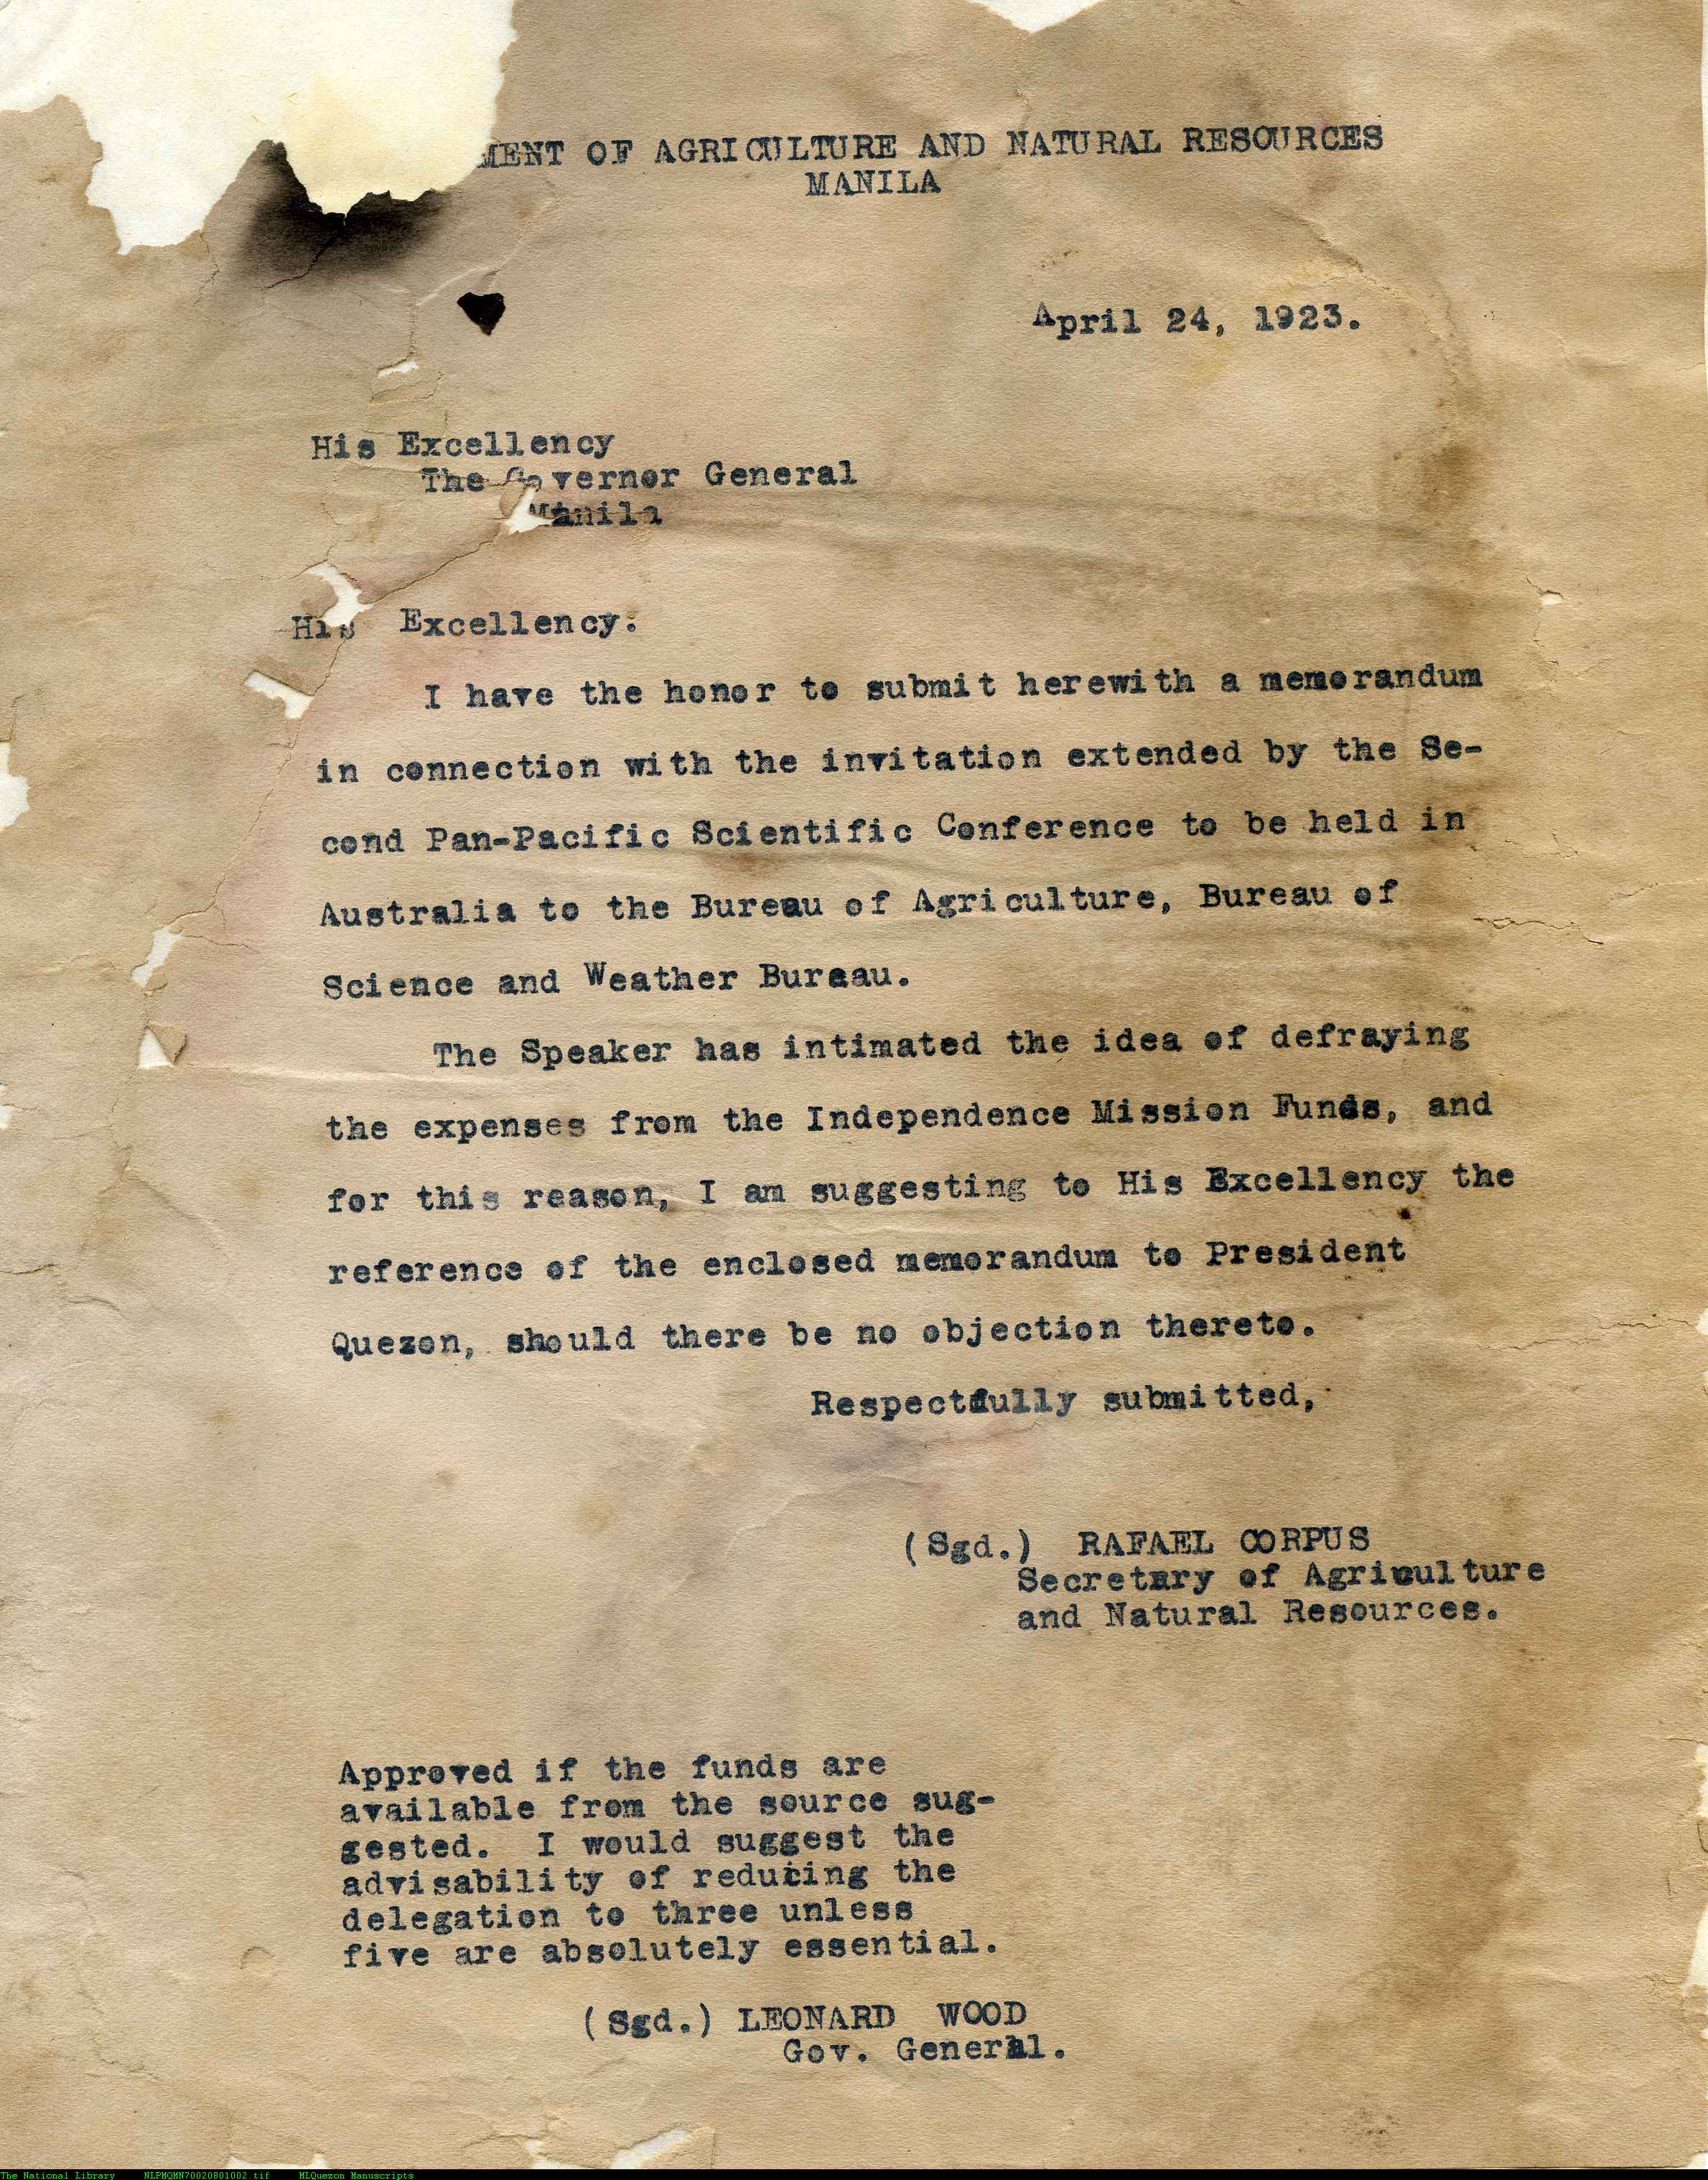 MENT OF AGRICULTURE AND NATURAL RESOURCES
MANILA
April 24, 1923.
His Excellency
The Governor General
Manila
His Excellency:
I have the honor to submit herewith a memorandum
in connection with the invitation extended by the Se-
cond Pan-Pacific Scientific Conference to be held in
Australia to the Bureau of Agriculture, Bureau of
Science and Weather Bureau.
The Speaker has intimated the idea of defraying
the expenses from the Independence Mission Funds, and
for this reason, I am suggesting to His Excellency the
reference of the enclosed memorandum to President
Quezon, should there be no objection thereto.
Respectfully submitted,
(Sgd.) RAFAEL CORPUS
Secretary of Agriculture
and Natural Resources.
Approved if the funds are
available from the source sug-
gested. I would suggest the
advisability of reducing the
delegation to three unless
five are absolutely essential.
(Sgd.) LEONARD WOOD
Gov. General.
The National Library NLPMQMN70020801002.tif MLQuezon Manuscripts